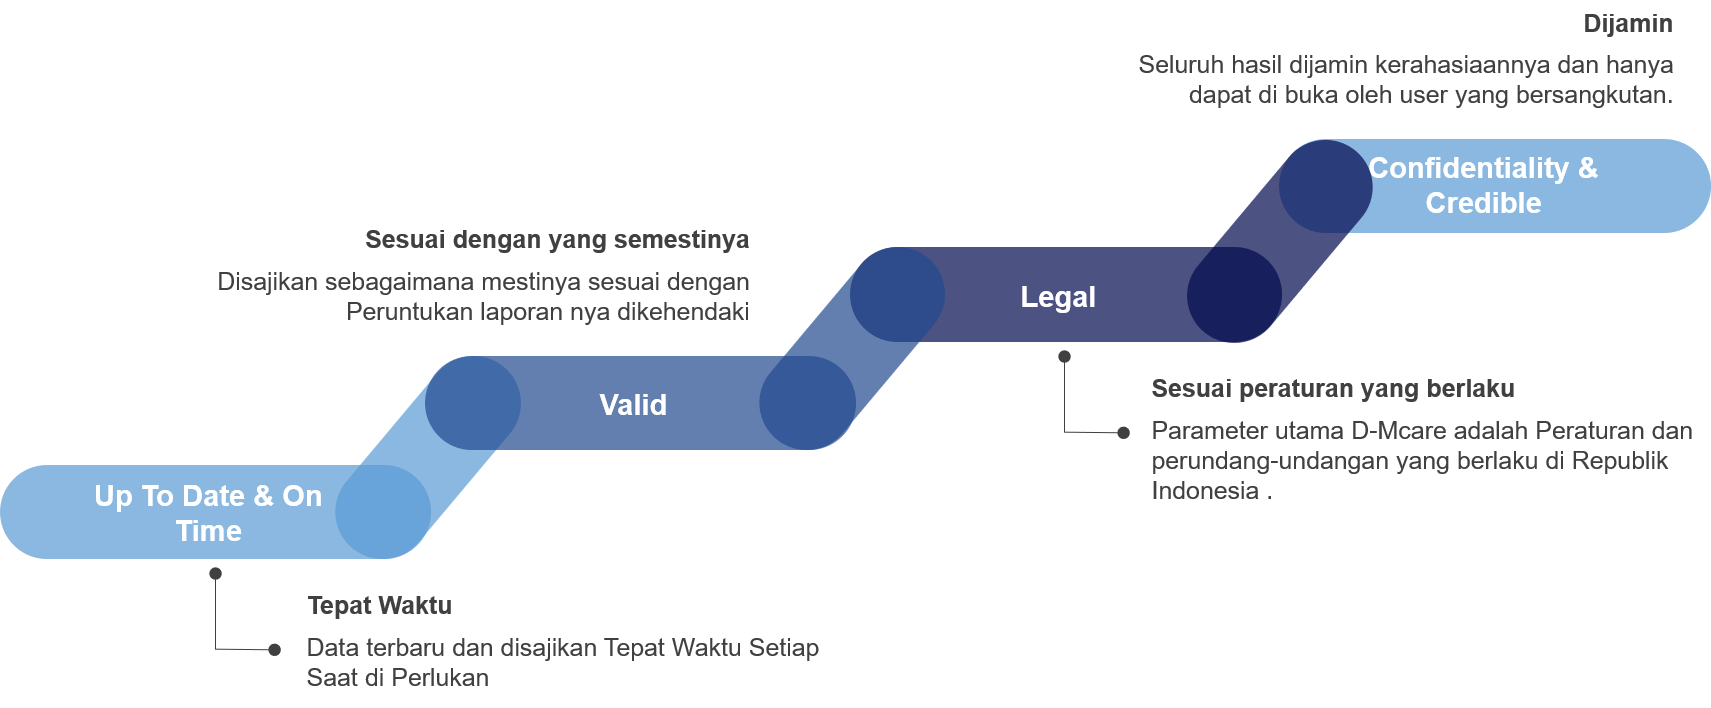 Dijamin
Seluruh hasil dijamin kerahasiaannya dan hanya
dapat di buka oleh user yang bersangkutan.
Confidentiality &
Credible
Sesuai dengan yang semestinya
Disajikan sebagaimana mestinya sesuai dengan
Peruntukan laporan nya dikehendaki
Legal
Sesuai peraturan yang berlaku
Parameter utama D-Mcare adalah Peraturan dan
perundang-undangan yang berlaku di Republik
Indonesia .
Valid
Up To Date & On
Time
Tepat Waktu
Data terbaru dan disajikan Tepat Waktu Setiap
Saat di Perlukan